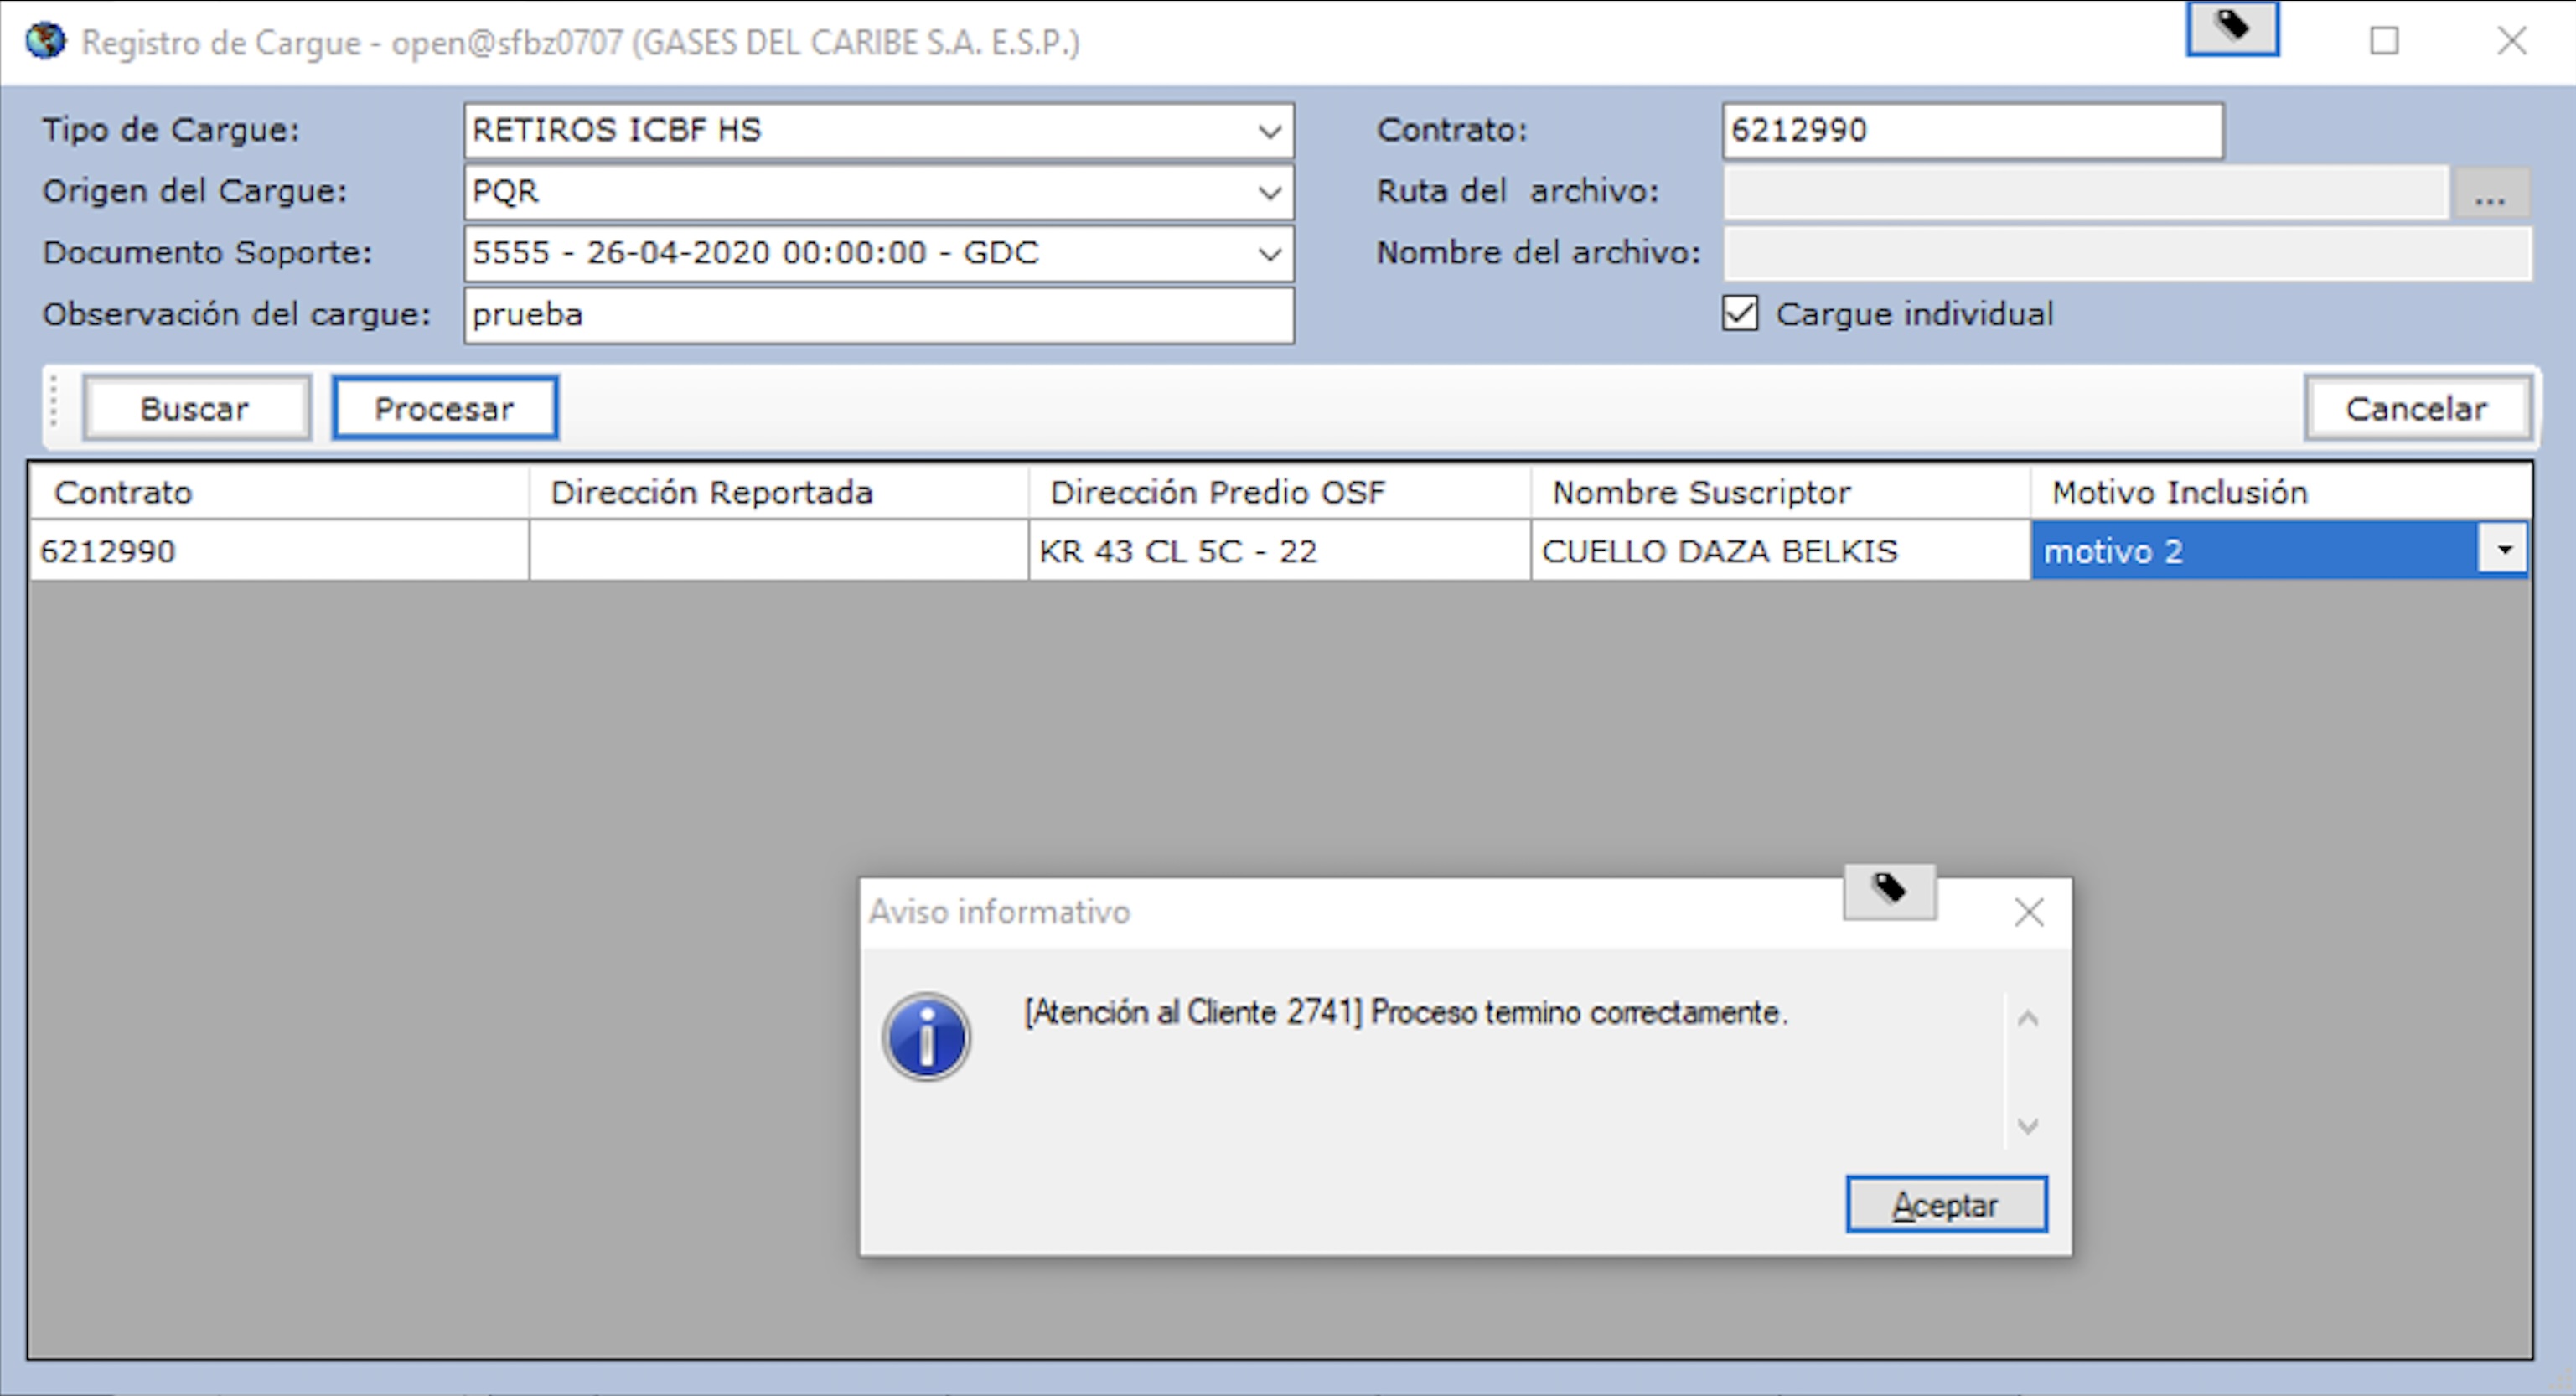 Registro de Cargue - open@sfbz0707 (GASES DEL CARIBE S.A. E.S.P.)
Tipo de Cargue: RETIROS ICBF HS Contrato: 6212990
Origen del Cargue: PQR Ruta del archivo: ...
Documento Soporte: 5555 - 26-04-2020 00:00:00 - GDC Nombre del archivo:
Observación del cargue: prueba Cargue individual
Buscar Procesar Cancelar
Contrato Dirección Reportada Dirección Predio OSF Nombre Suscriptor Motivo Inclusión
6212990 KR 43 CL 5C - 22 CUELLO DAZA BELKIS motivo 2
Aviso informativo
[Atención al Cliente 2741] Proceso termino correctamente.
Aceptar